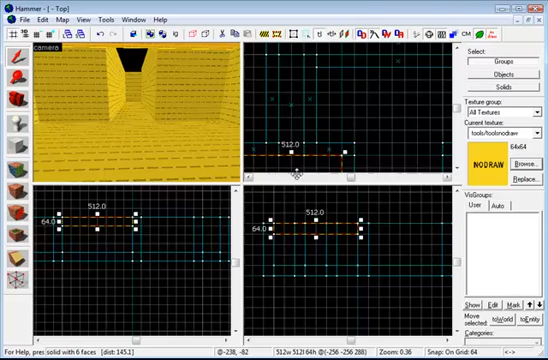 Hammer - [ - Top]
File Edit Map View Tools Window Help
camera
512.0
512.0
64.0
512.0
64.0
Select:
Groups
Objects
Solids
Texture group:
All Textures
Current texture:
tools/toolsnodraw
NODRAW
64x64
Browse...
Replace...
VisGroups:
User Auto
Show Edit Mark
Move selected:
toWorld toEntity
Categories:
For Help, pres solid with 6 faces [dist: 145.1] @-238, -82 512w 512l 64h @(-256 -256 288) Zoom: 0.36 Snap: On Grid: 64 <->